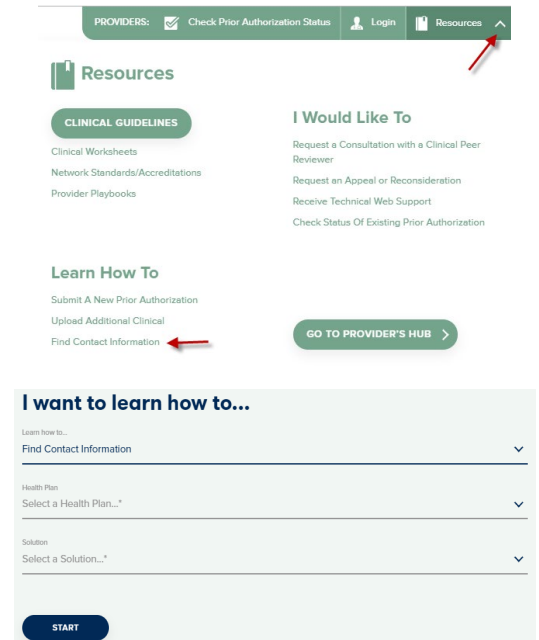 PROVIDERS: Check Prior Authorization Status Login Resources
Resources
CLINICAL GUIDELINES
Clinical Worksheets
Network Standards/Accreditations
Provider Playbooks
I Would Like To
Request a Consultation with a Clinical Peer
Reviewer
Request an Appeal or Reconsideration
Receive Technical Web Support
Check Status Of Existing Prior Authorization
Learn How To
Submit A New Prior Authorization
Upload Additional Clinical
Find Contact Information
GO TO PROVIDER'S HUB
I want to learn how to...
Learn how to...
Find Contact Information
Health Plan
Select a Health Plan...*
Solution
Select a Solution...*
START